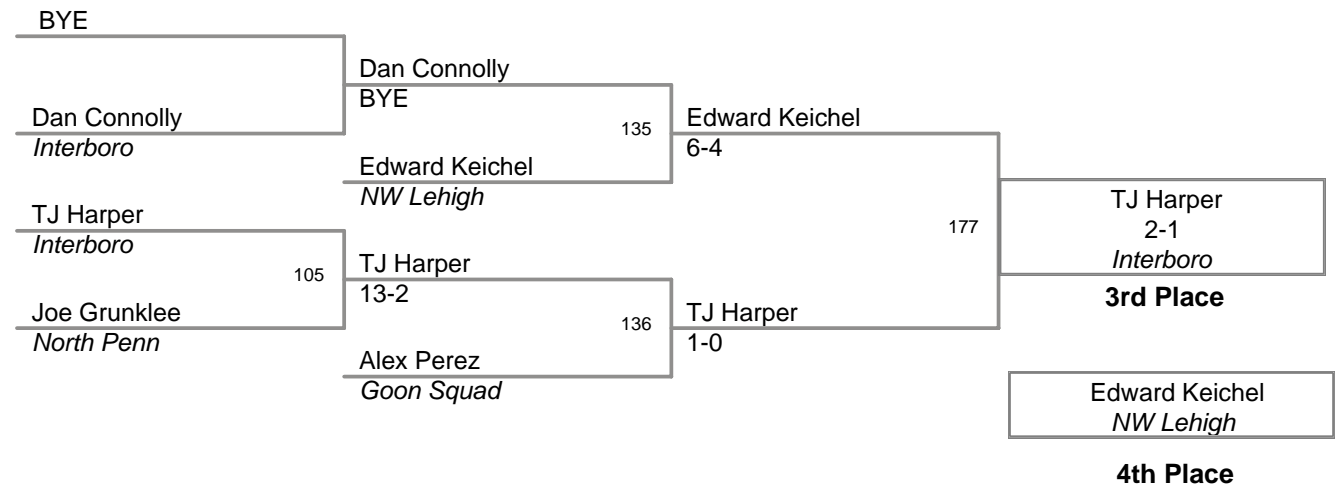 BYE
Dan Connolly
BYE
Dan Connolly
Interboro
135
Edward Keichel
6-4
Edward Keichel
NW Lehigh
TJ Harper
Interboro
105
TJ Harper
13-2
Joe Grunklee
North Penn
136
TJ Harper
1-0
Alex Perez
Goon Squad
177
TJ Harper
2-1
Interboro
3rd Place
Edward Keichel
NW Lehigh
4th Place